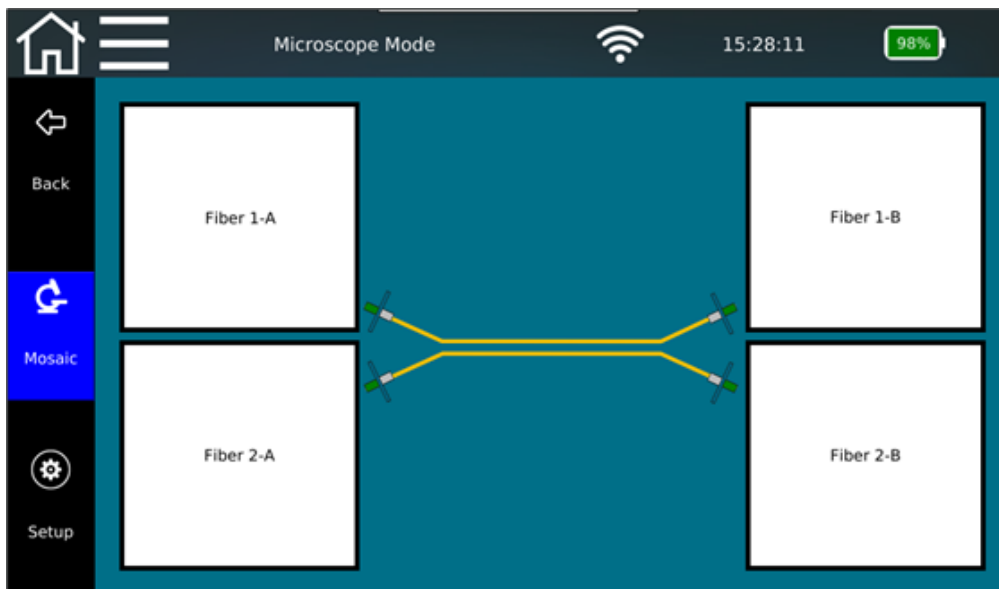 Microscope Mode
15:28:11
98%
Back
Mosaic
Setup
Fiber 1-A
Fiber 1-B
Fiber 2-A
Fiber 2-B